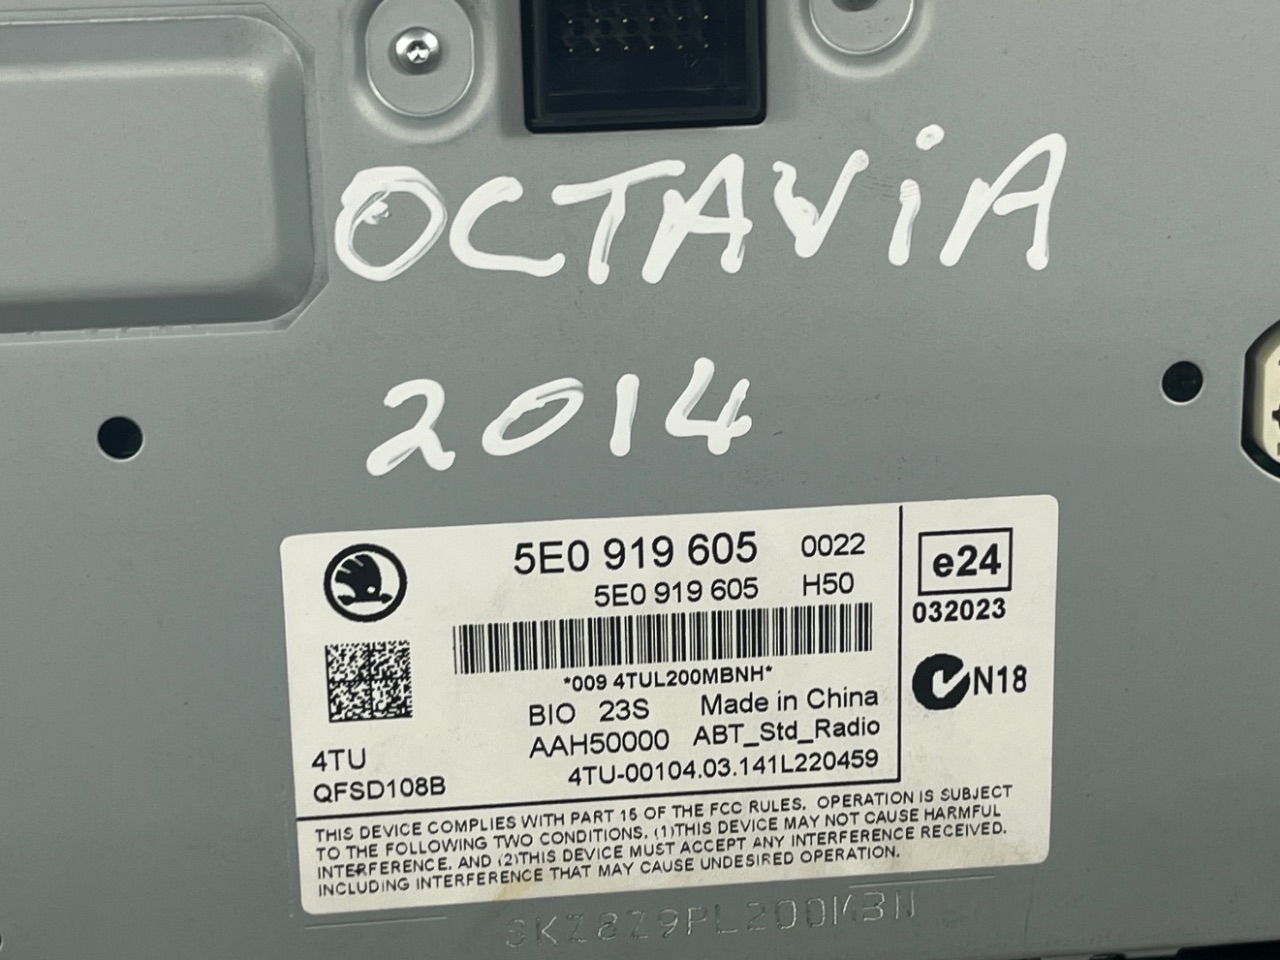 OCTAViA
2014
5E0 919 605 0022
5E0 919 605 H50
*009 4TUL200MBNH*
BIO 23S Made in China
AAH50000 ABT_Std_Radio
4TU-00104.03.141L220459
4TU
QFSD108B
e24
032023
N18
THIS DEVICE COMPLIES WITH PART 15 OF THE FCC RULES. OPERATION IS SUBJECT
TO THE FOLLOWING TWO CONDITIONS. (1)THIS DEVICE MAY NOT CAUSE HARMFUL
INTERFERENCE. AND (2)THIS DEVICE MUST ACCEPT ANY INTERFERENCE RECEIVED.
INCLUDING INTERFERENCE THAT MAY CAUSE UNDESIRED OPERATION.